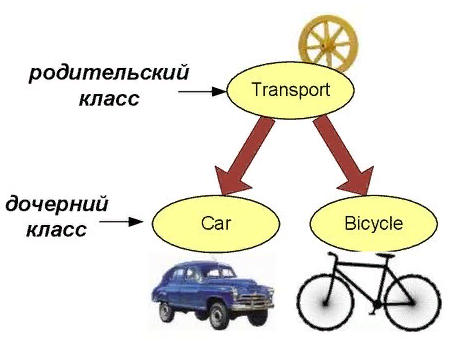 родительский
класс
Transport
дочерний
класс
Car
Bicycle